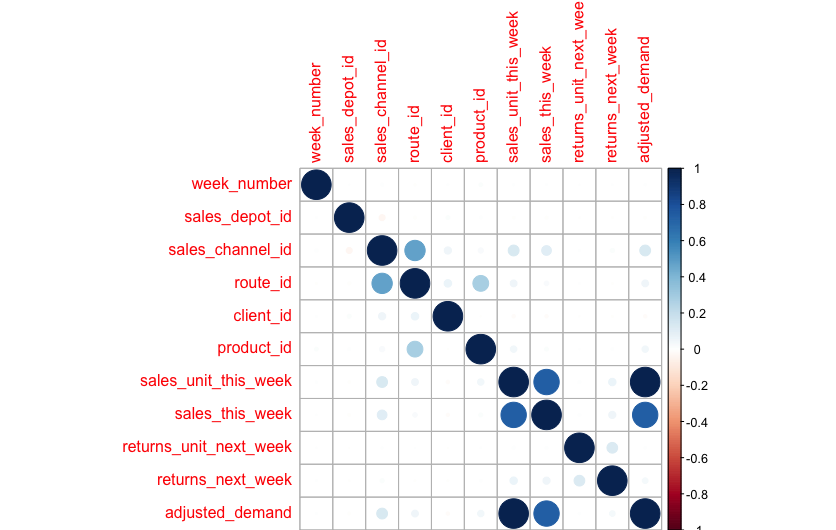 week_number
sales_depot_id
sales_channel_id
route_id
client_id
product_id
sales_unit_this_week
sales_this_week
returns_unit_next_wee
returns_next_week
adjusted_demand
week_number
sales_depot_id
sales_channel_id
route_id
client_id
product_id
sales_unit_this_week
sales_this_week
returns_unit_next_week
returns_next_week
adjusted_demand
1
0.8
0.6
0.4
0.2
0
-0.2
-0.4
-0.6
-0.8
-1